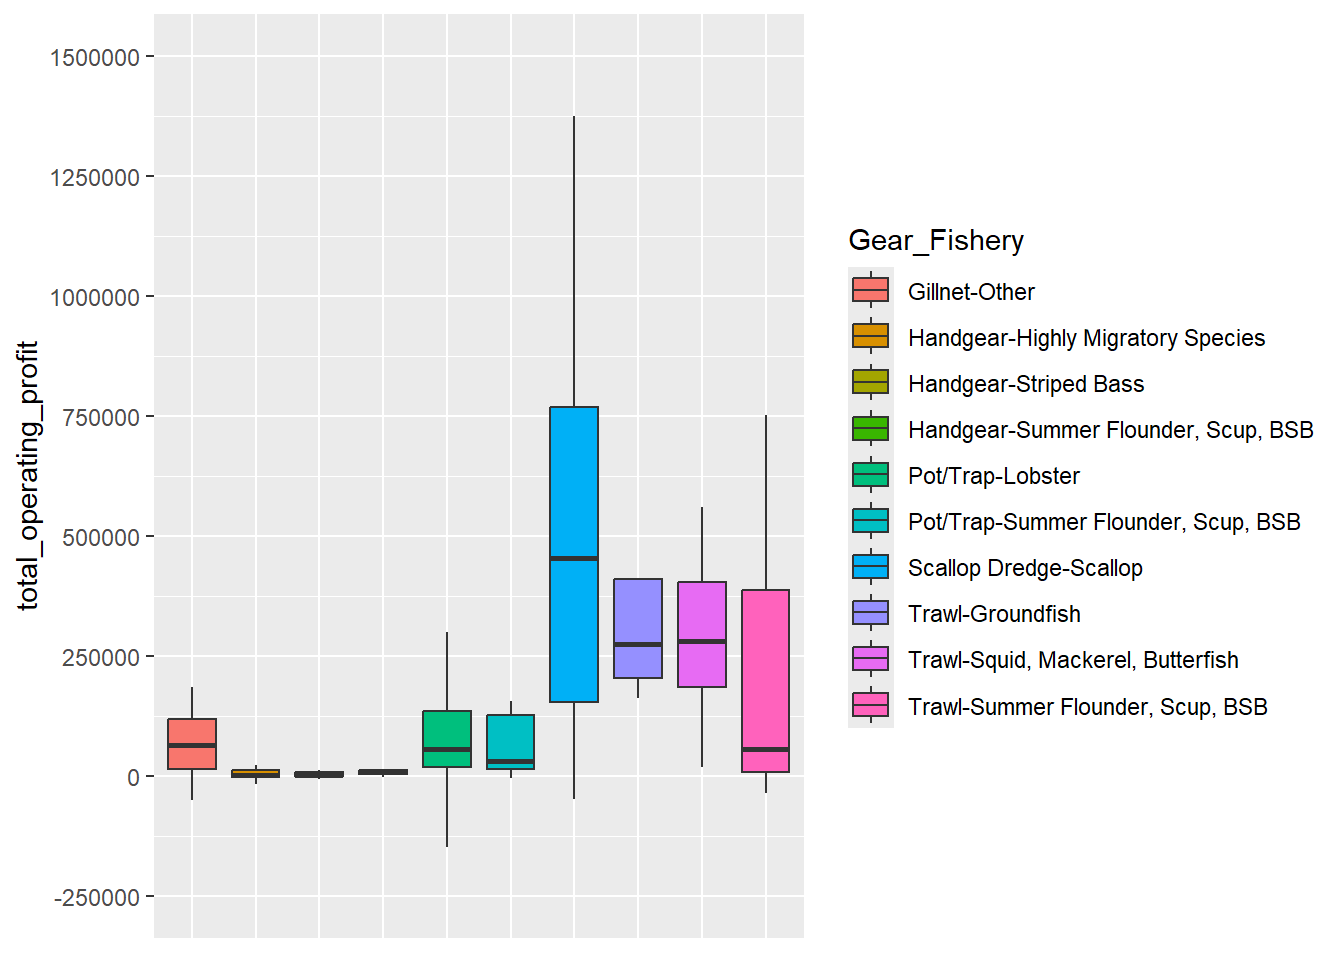 1500000
1250000
1000000
750000
500000
250000
0
-250000
total_operating_profit
Gear_Fishery
Gillnet-Other
Handgear-Highly Migratory Species
Handgear-Striped Bass
Handgear-Summer Flounder, Scup, BSB
Pot/Trap-Lobster
Pot/Trap-Summer Flounder, Scup, BSB
Scallop Dredge-Scallop
Trawl-Groundfish
Trawl-Squid, Mackerel, Butterfish
Trawl-Summer Flounder, Scup, BSB